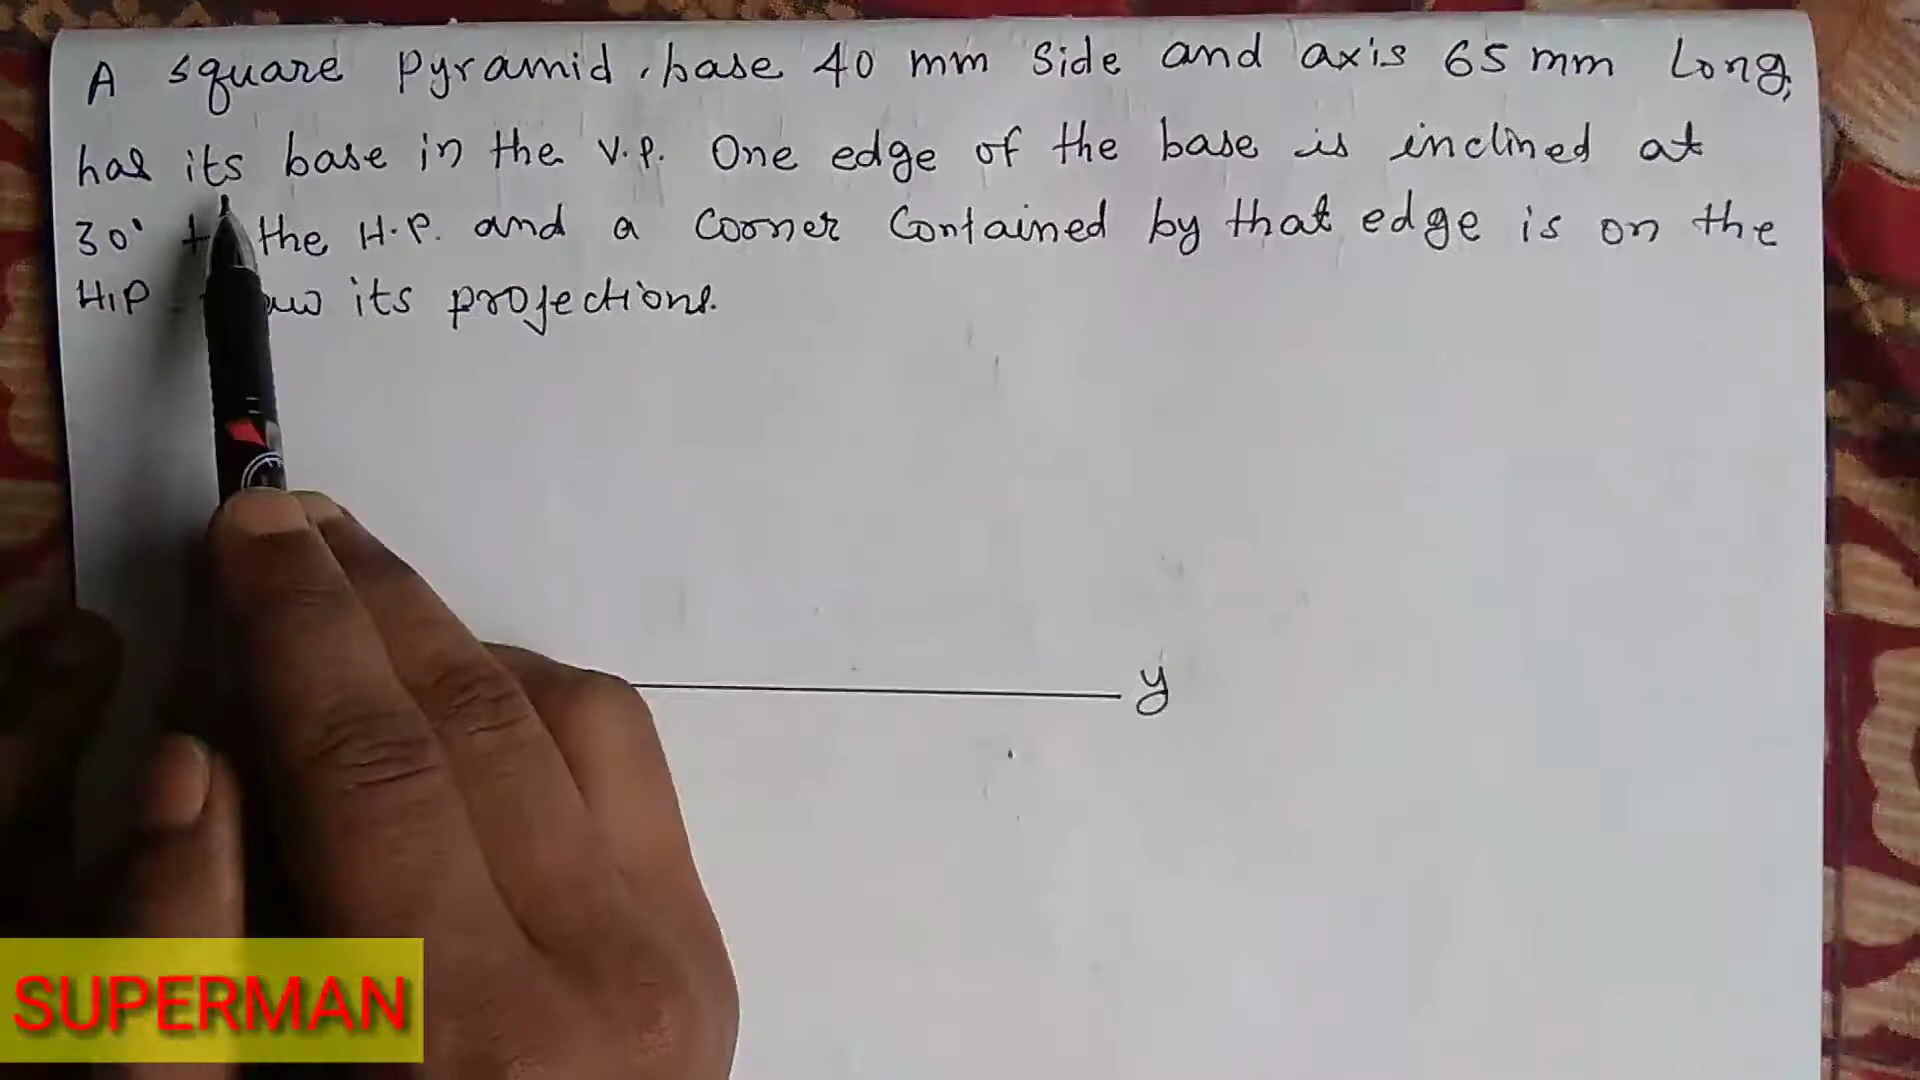 A square pyramid, base 40 mm side and axis 65 mm long,
has its base in the V.P. One edge of the base is inclined at
30° the H.P. and a corner contained by that edge is on the
H.P. its projections.
y
SUPERMAN